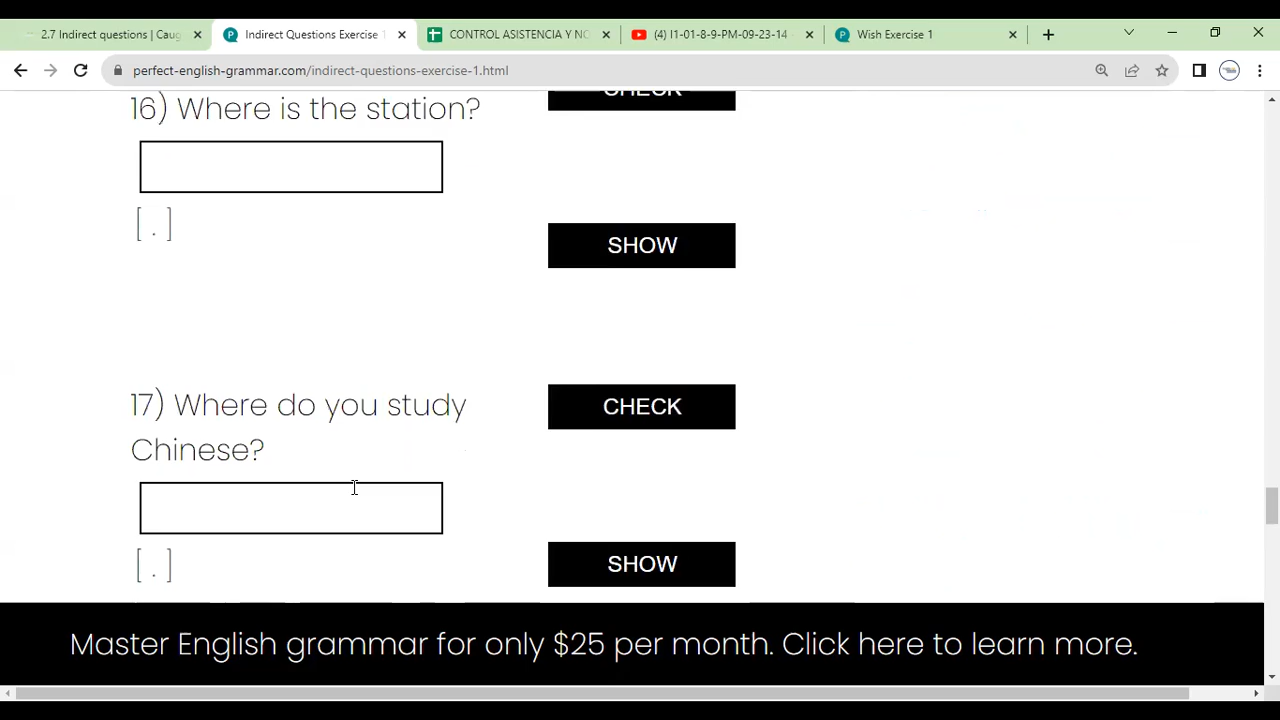 2.7 Indirect questions | Caug
Indirect Questions Exercise 1
CONTROL ASISTENCIA Y NO
(4) I1-01-8-9-PM-09-23-14
Wish Exercise 1
perfect-english-grammar.com/indirect-questions-exercise-1.html
CHECK
16) Where is the station?
[ . ]
SHOW
17) Where do you study
Chinese?
CHECK
[ . ]
SHOW
Master English grammar for only $25 per month. Click here to learn more.